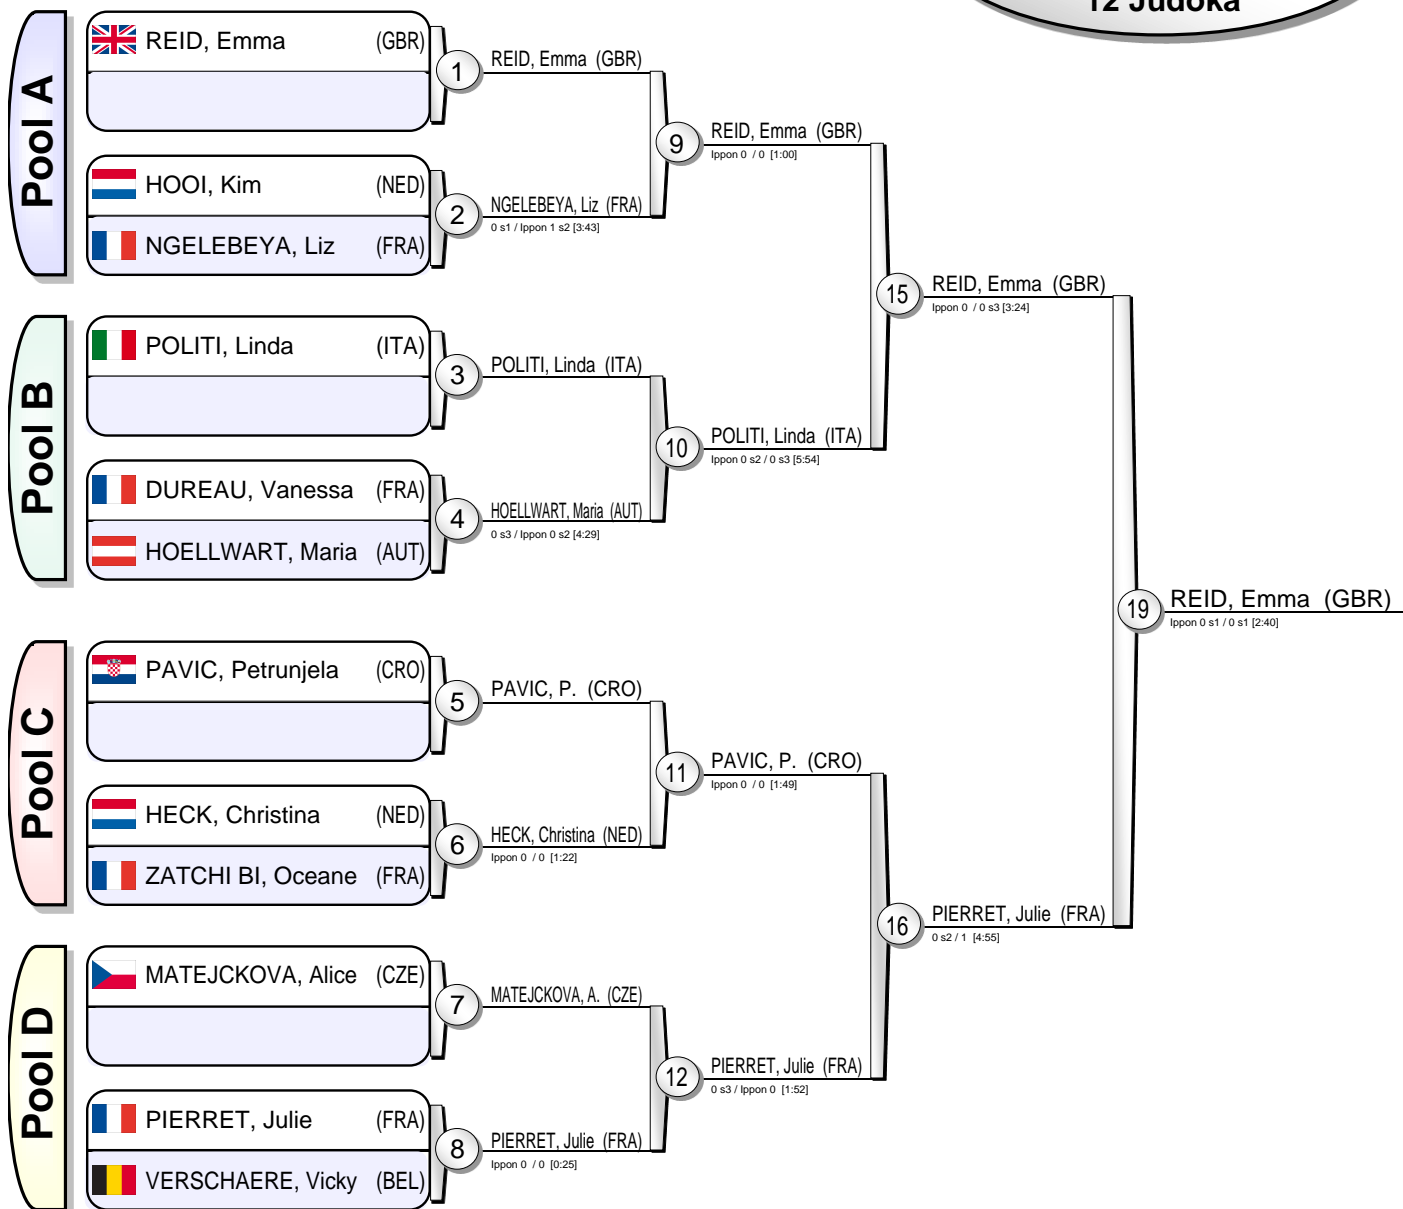 12 Judoka
Pool A
REID, Emma (GBR)
HOOI, Kim (NED)
NGELEBEYA, Liz (FRA)
1
2
REID, Emma (GBR)
NGELEBEYA, Liz (FRA)
0 s1 / Ippon 1 s2 [3:43]
9
REID, Emma (GBR)
Ippon 0 / 0 [1:00]
Pool B
POLITI, Linda (ITA)
DUREAU, Vanessa (FRA)
HOELLWART, Maria (AUT)
3
4
POLITI, Linda (ITA)
HOELLWART, Maria (AUT)
0 s3 / Ippon 0 s2 [4:29]
10
POLITI, Linda (ITA)
Ippon 0 s2 / 0 s3 [5:54]
15
REID, Emma (GBR)
Ippon 0 / 0 s3 [3:24]
Pool C
PAVIC, Petrunjela (CRO)
HECK, Christina (NED)
ZATCHI BI, Oceane (FRA)
5
6
PAVIC, P. (CRO)
HECK, Christina (NED)
Ippon 0 / 0 [1:22]
11
PAVIC, P. (CRO)
Ippon 0 / 0 [1:49]
Pool D
MATEJCKOVA, Alice (CZE)
PIERRET, Julie (FRA)
VERSCHAERE, Vicky (BEL)
7
8
MATEJCKOVA, A. (CZE)
PIERRET, Julie (FRA)
Ippon 0 / 0 [0:25]
12
PIERRET, Julie (FRA)
0 s3 / Ippon 0 [1:52]
16
PIERRET, Julie (FRA)
0 s2 / 1 [4:55]
19
REID, Emma (GBR)
Ippon 0 s1 / 0 s1 [2:40]